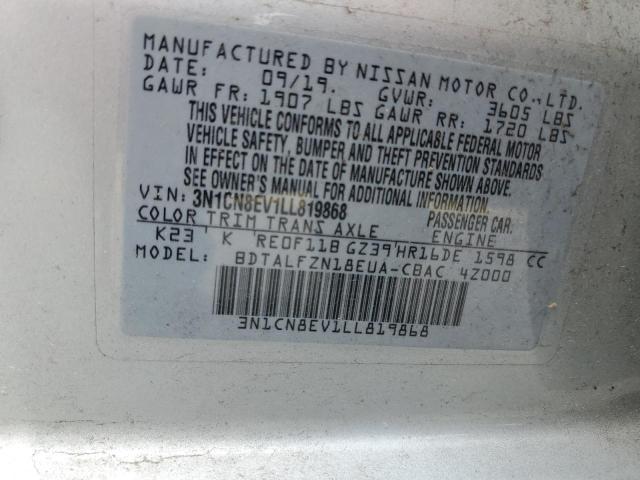 MANUFACTURED BY NISSAN MOTOR CO., LTD.
DATE: 09/19. GVWR: 3605 LBS
GAWR FR: 1907 LBS GAWR RR: 1720 LBS
THIS VEHICLE CONFORMS TO ALL APPLICABLE FEDERAL MOTOR
VEHICLE SAFETY, BUMPER, AND THEFT PREVENTION STANDARDS
IN EFFECT ON THE DATE OF MANUFACTURE SHOWN ABOVE.
SEE OWNER'S MANUAL FOR ADDITIONAL INFORMATION.
VIN: 3N1CN8EV1LL819868 PASSENGER CAR.
COLOR TRIM TRANS AXLE ENGINE
K23 ' K RE0F11B GZ39'HR16DE 1598 CC
MODEL: BDTALFZN18EUA-CBAC 4Z000
3N1CN8EV1LL819868